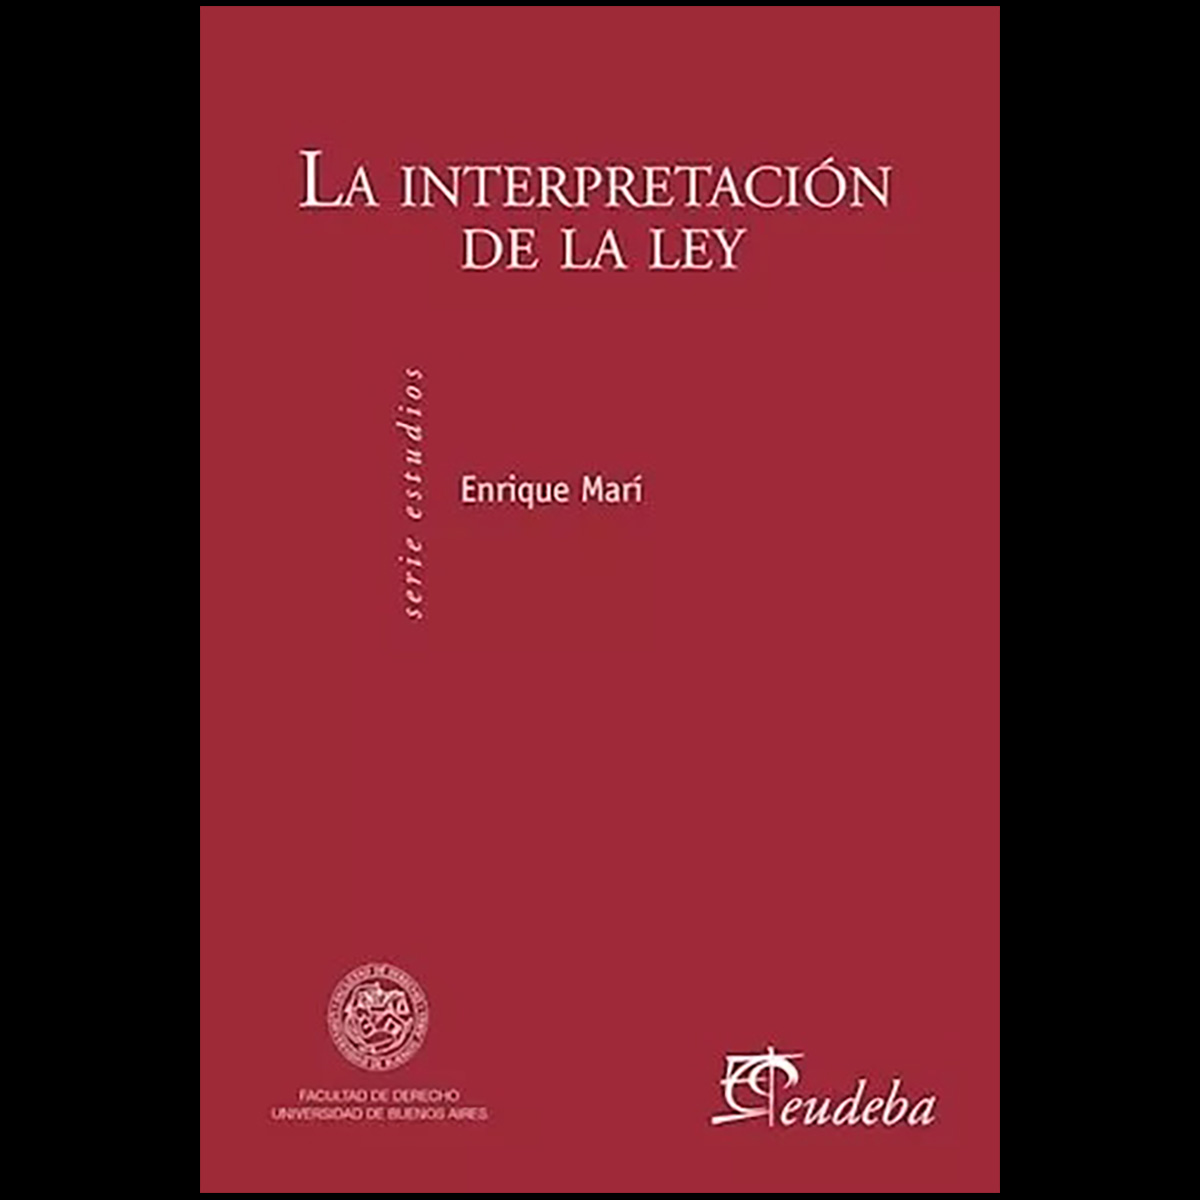 LA INTERPRETACIÓN
DE LA LEY
serie estudios
Enrique Marí
FACULTAD DE DERECHO
UNIVERSIDAD DE BUENOS AIRES
eudeba